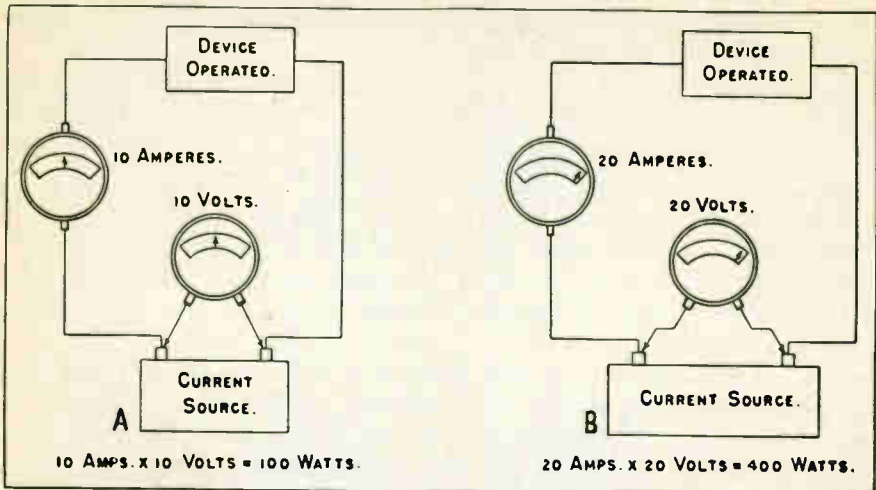 DEVICE
OPERATED.
10 AMPERES.
10 VOLTS.
CURRENT
SOURCE.
A
10 AMPS. X 10 VOLTS = 100 WATTS.
DEVICE
OPERATED.
20 AMPERES.
20 VOLTS.
CURRENT SOURCE.
B
20 AMPS. X 20 VOLTS = 400 WATTS.